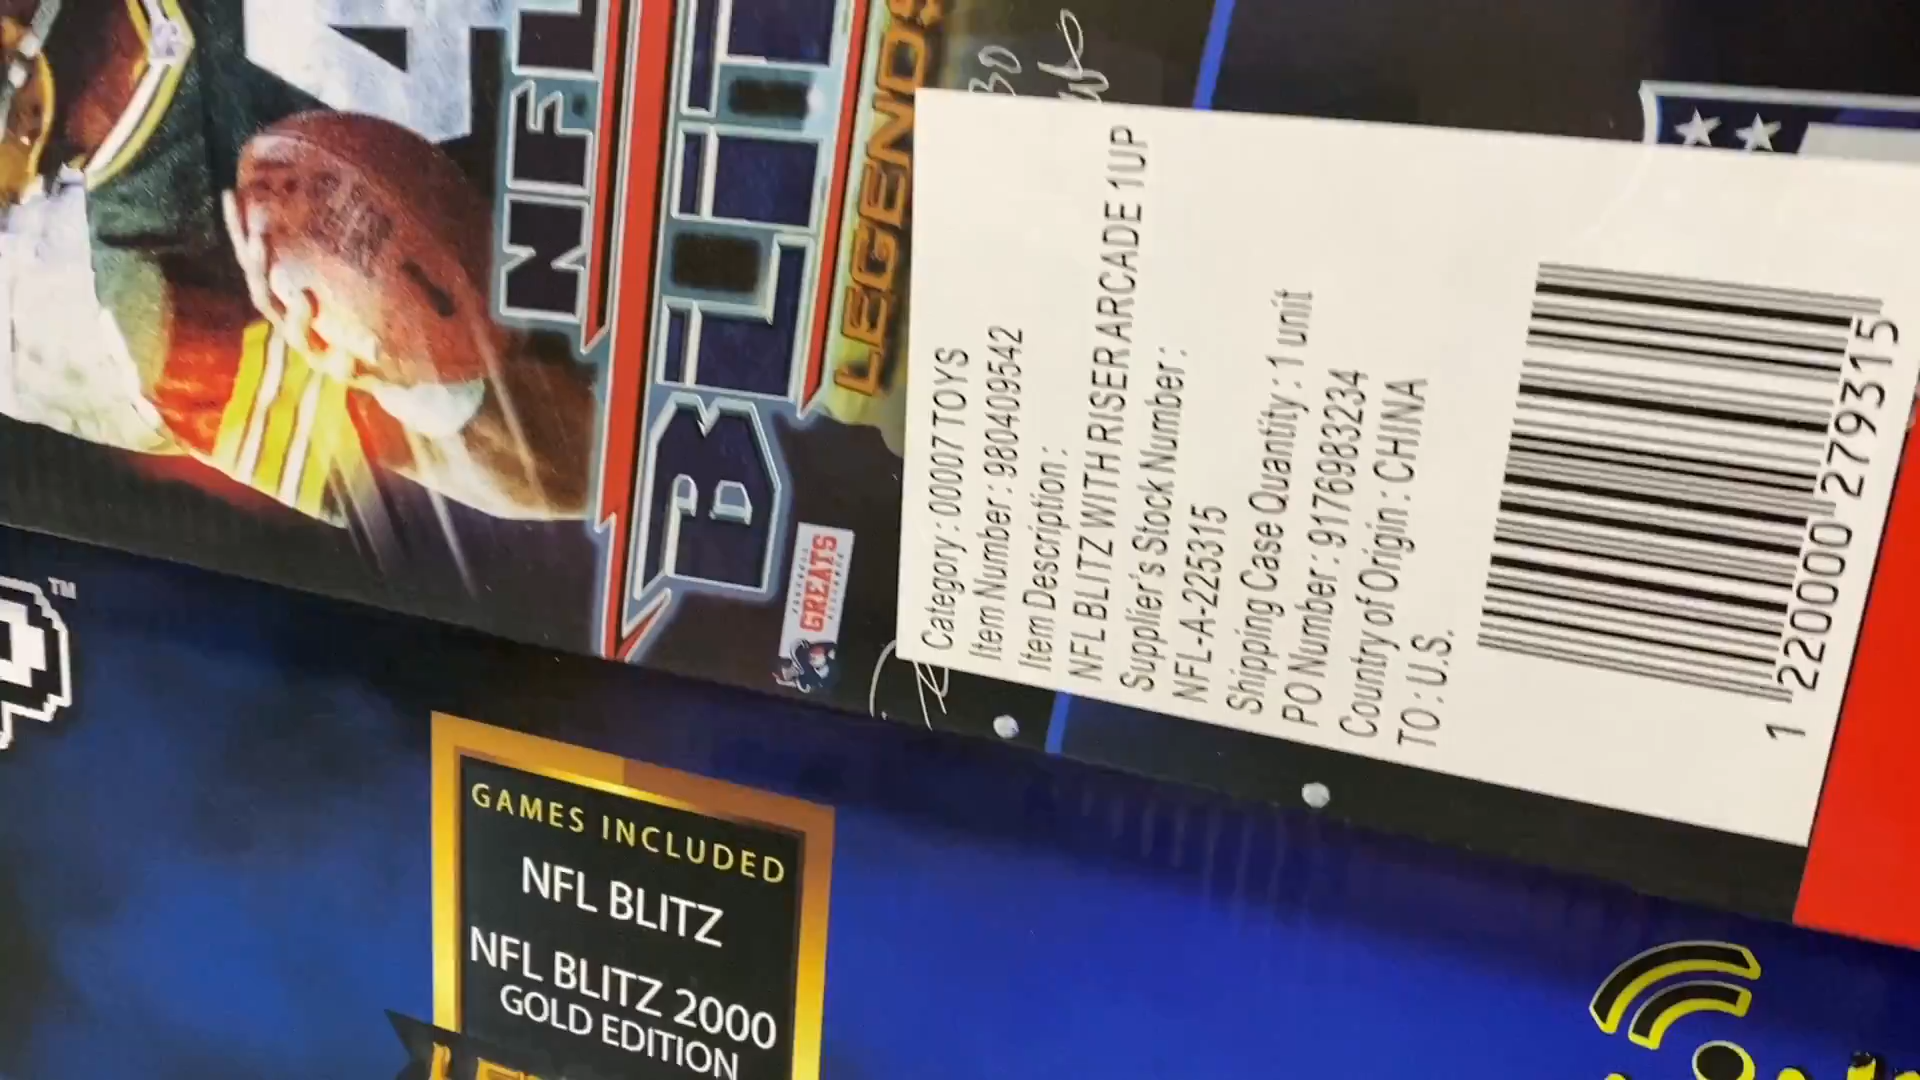 NFL
BLITZ
LEGENDS
GREATS
Category : 00007 TOYS
Item Number : 980409542
Item Description :
NFL BLITZ WITH RISER ARCADE 1UP
Supplier's Stock Number :
NFL-A-225315
Shipping Case Quantity : 1 unit
PO Number : 9176983234
Country of Origin : CHINA
TO : U.S.
1 22000 0 279315
TM
GAMES INCLUDED
NFL BLITZ
NFL BLITZ 2000
GOLD EDITION